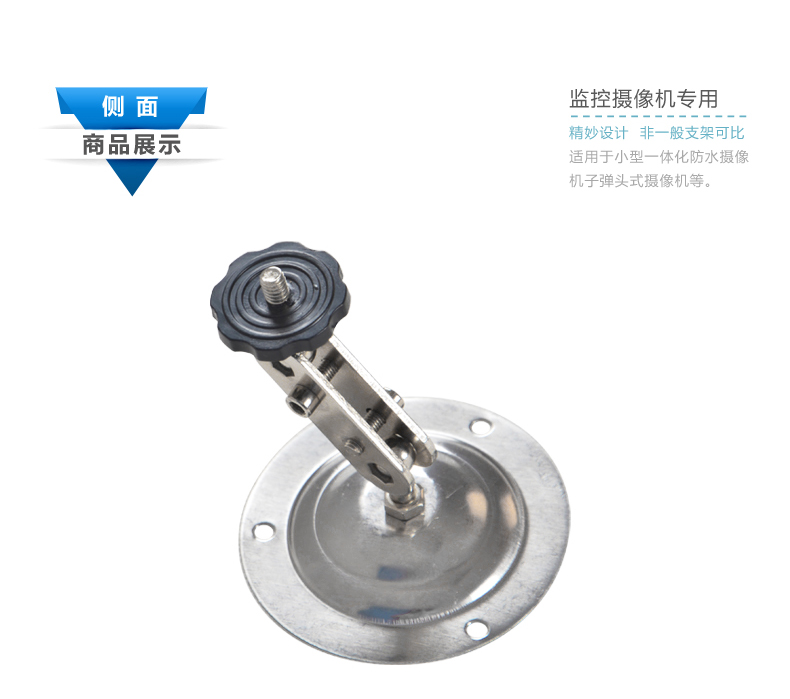 侧面
商品展示
监控摄像机专用
精妙设计 非一般支架可比
适用于小型一体化防水摄像
机子弹头式摄像机等。